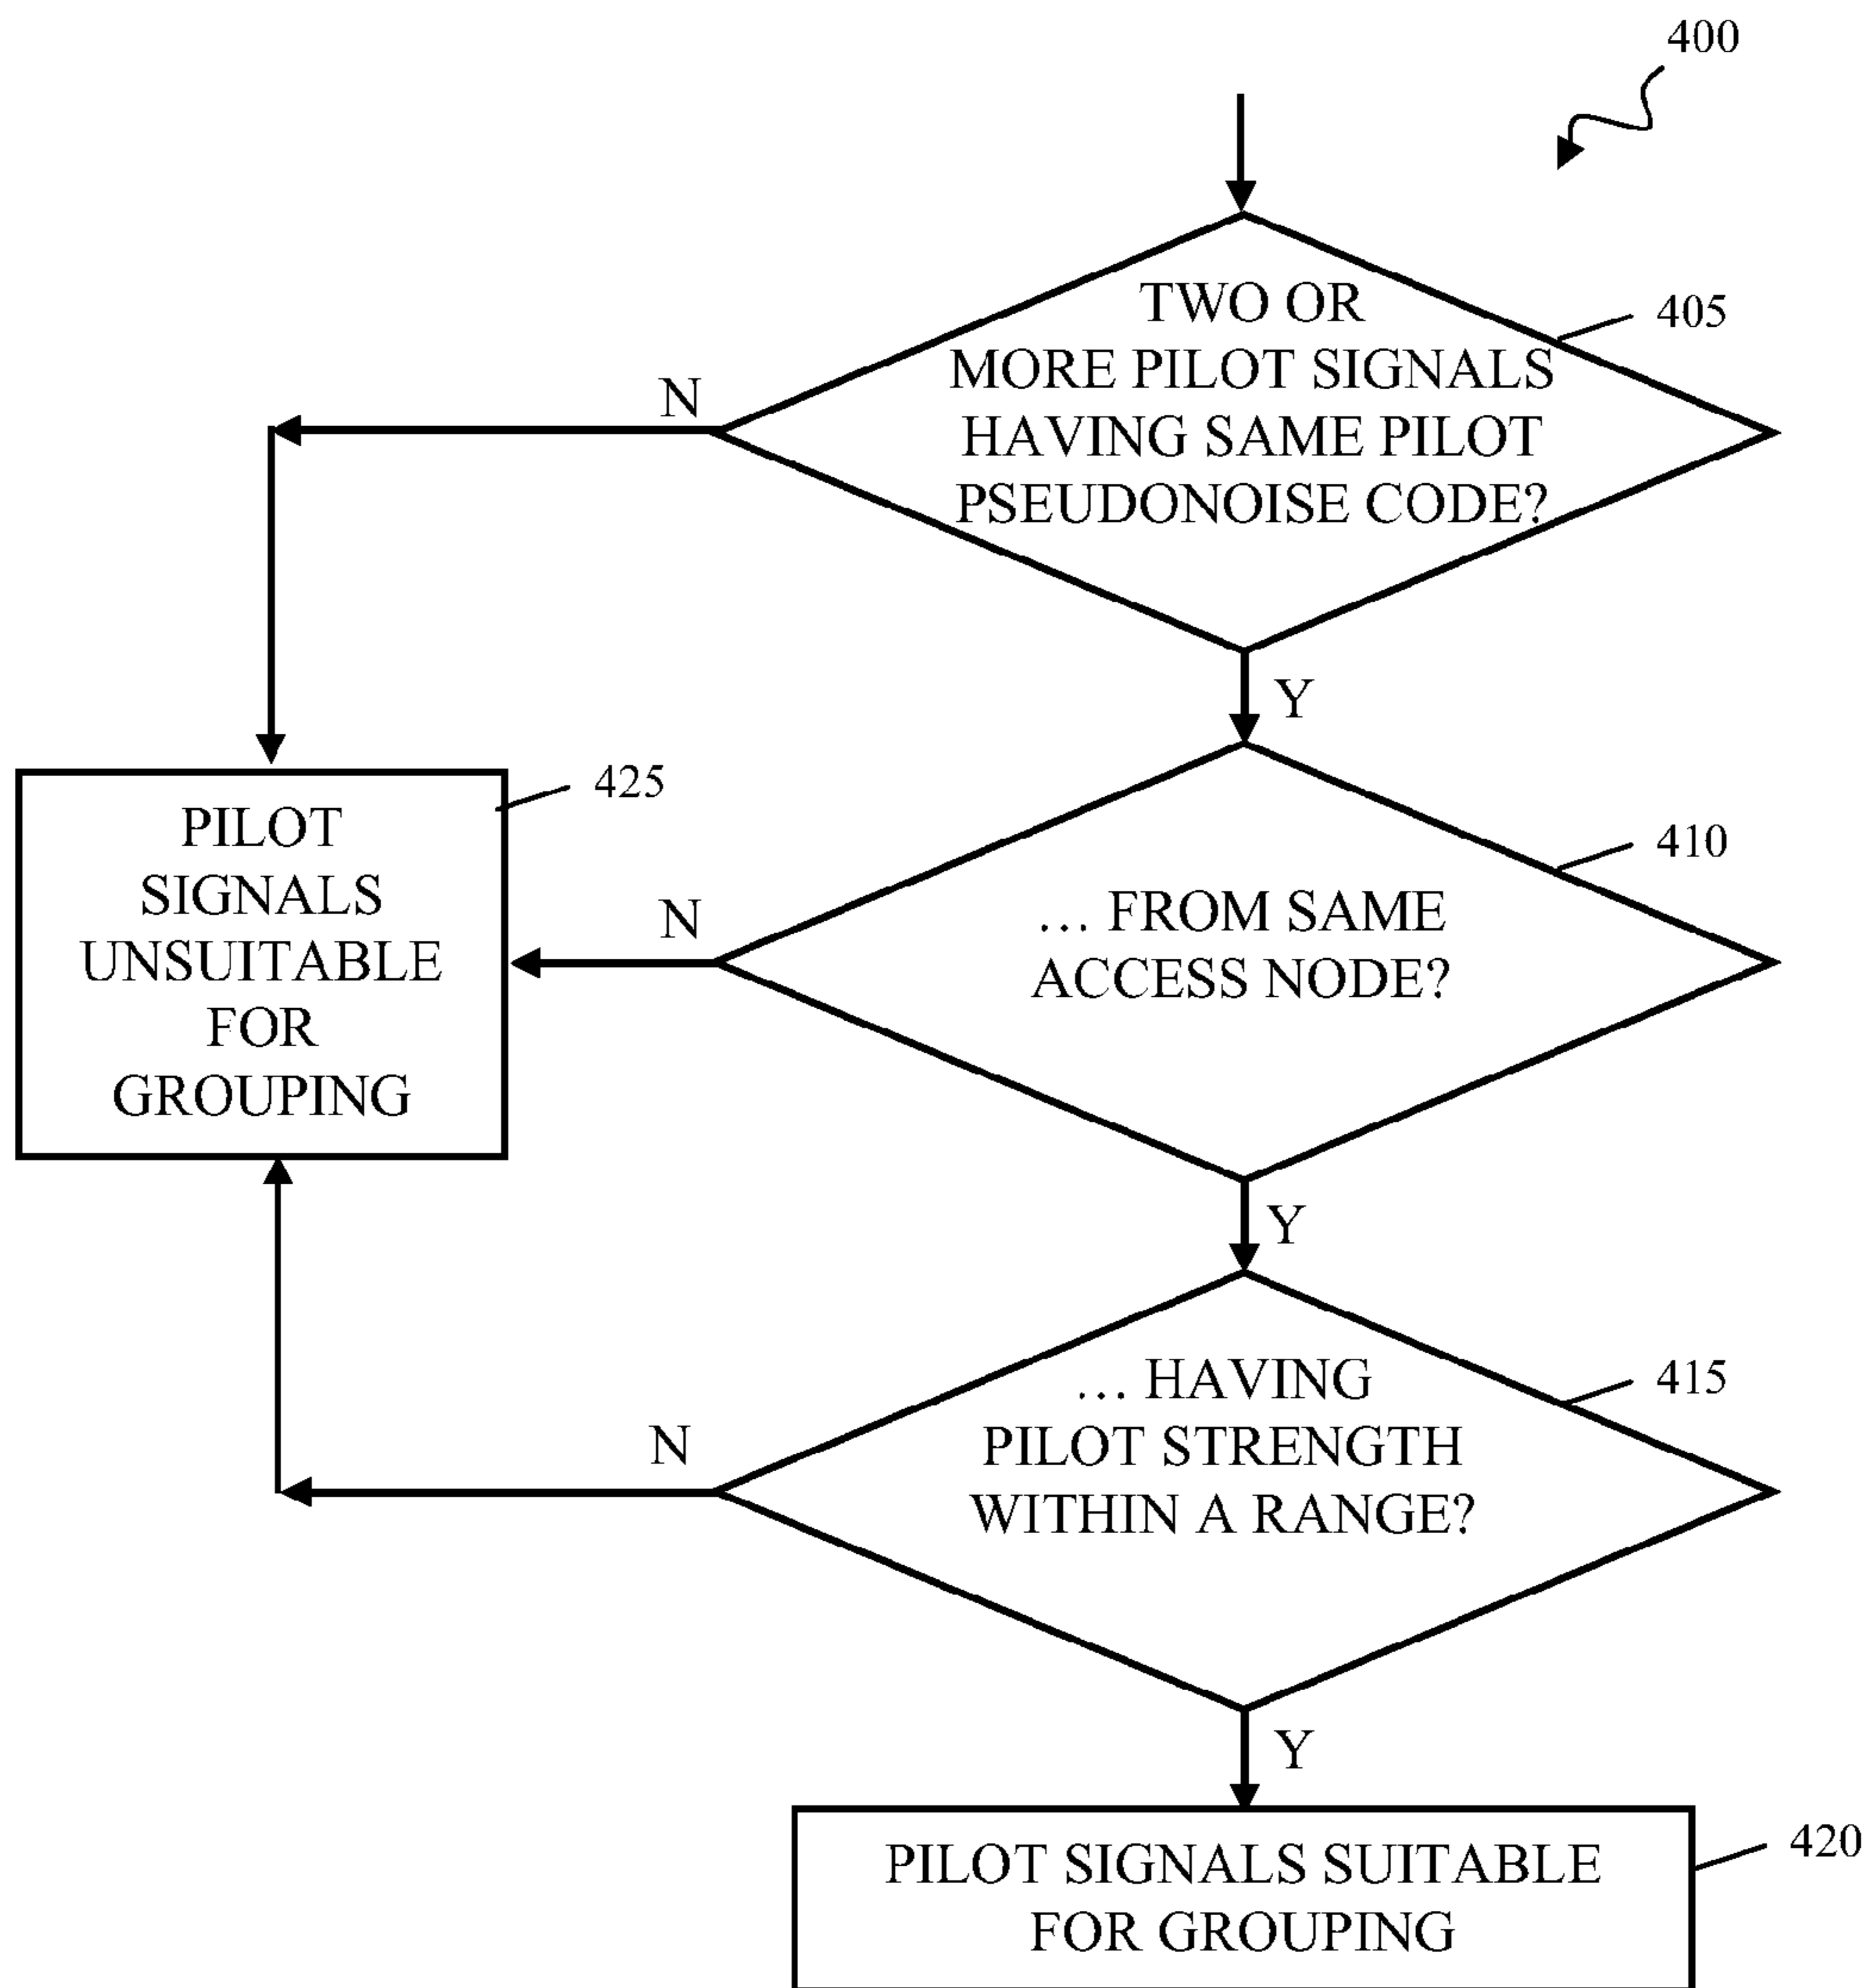 400
TWO OR
MORE PILOT SIGNALS
HAVING SAME PILOT
PSEUDONOISE CODE?
405
N
Y
425
PILOT
SIGNALS
UNSUITABLE
FOR
GROUPING
410
N
… FROM SAME
ACCESS NODE?
Y
415
N
… HAVING
PILOT STRENGTH
WITHIN A RANGE?
Y
PILOT SIGNALS SUITABLE
FOR GROUPING
420